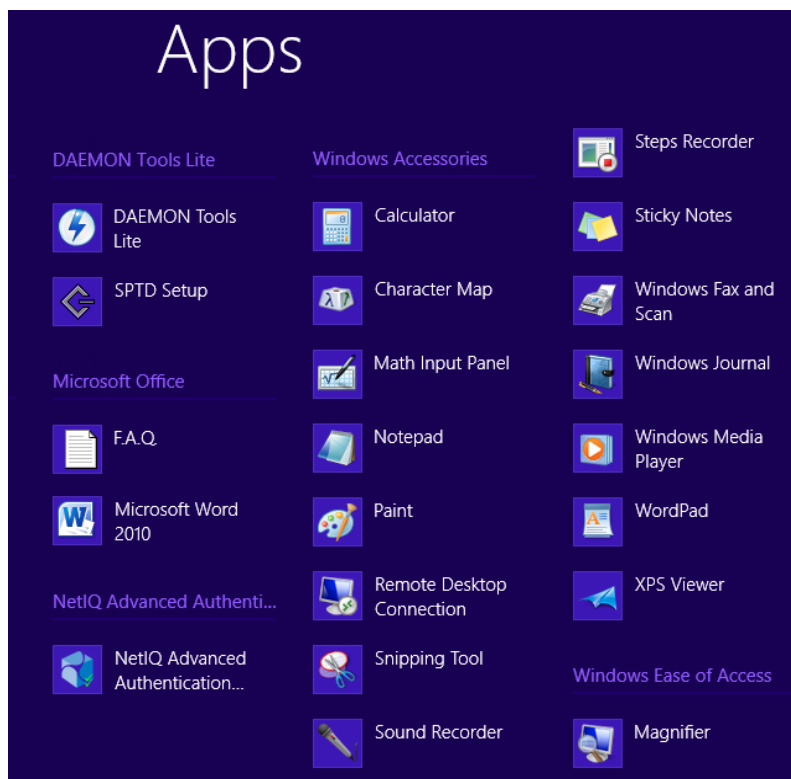 Apps
DAEMON Tools Lite
DAEMON Tools
Lite
SPTD Setup
Microsoft Office
F.A.Q.
Microsoft Word
2010
NetIQ Advanced Authenti...
NetIQ Advanced
Authentication...
Windows Accessories
Calculator
Character Map
Math Input Panel
Notepad
Paint
Remote Desktop
Connection
Snipping Tool
Sound Recorder
Steps Recorder
Sticky Notes
Windows Fax and
Scan
Windows Journal
Windows Media
Player
WordPad
XPS Viewer
Windows Ease of Access
Magnifier